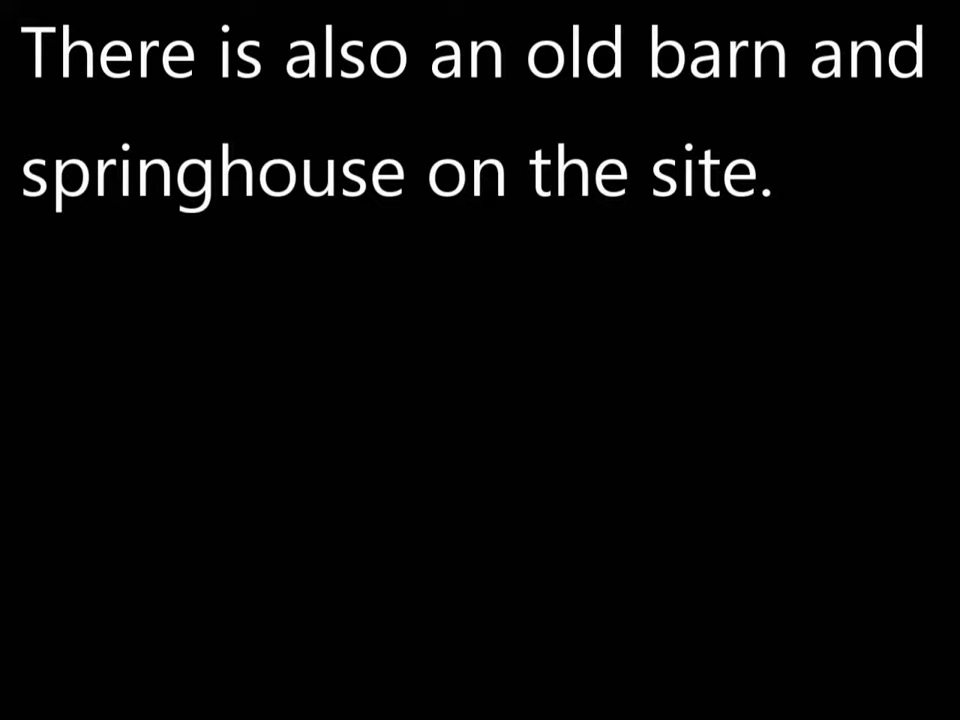 There is also an old barn and
springhouse on the site.